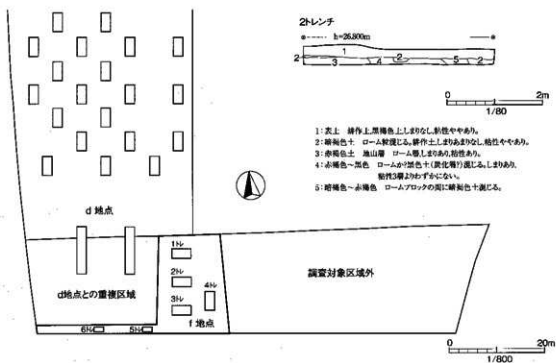 2トレンチ
h=26.800m
1
2
2
3
4
5
2
0
2m
1/80
1:表土 耕作土、黒褐色土、しまりなし、粘性ややあり。
2:暗褐色土 ローム粒混じる。耕作土、しまりあまりなし、粘性ややあり。
3:赤褐色土 地山層 ローム層、しまりあり、粘性あり。
4:赤褐色~黒色 ロームか?黒色土(炭化層?)混じる。しまりあり、
粘性3層よりわずかにない。
5:暗褐色~赤褐色 ロームブロックの間に暗褐色土混じる。
d 地点
1トレ
2トレ
4トレ
3トレ
f 地点
d地点との重複区域
6トレ
5トレ
調査対象区域外
0
20m
1/800